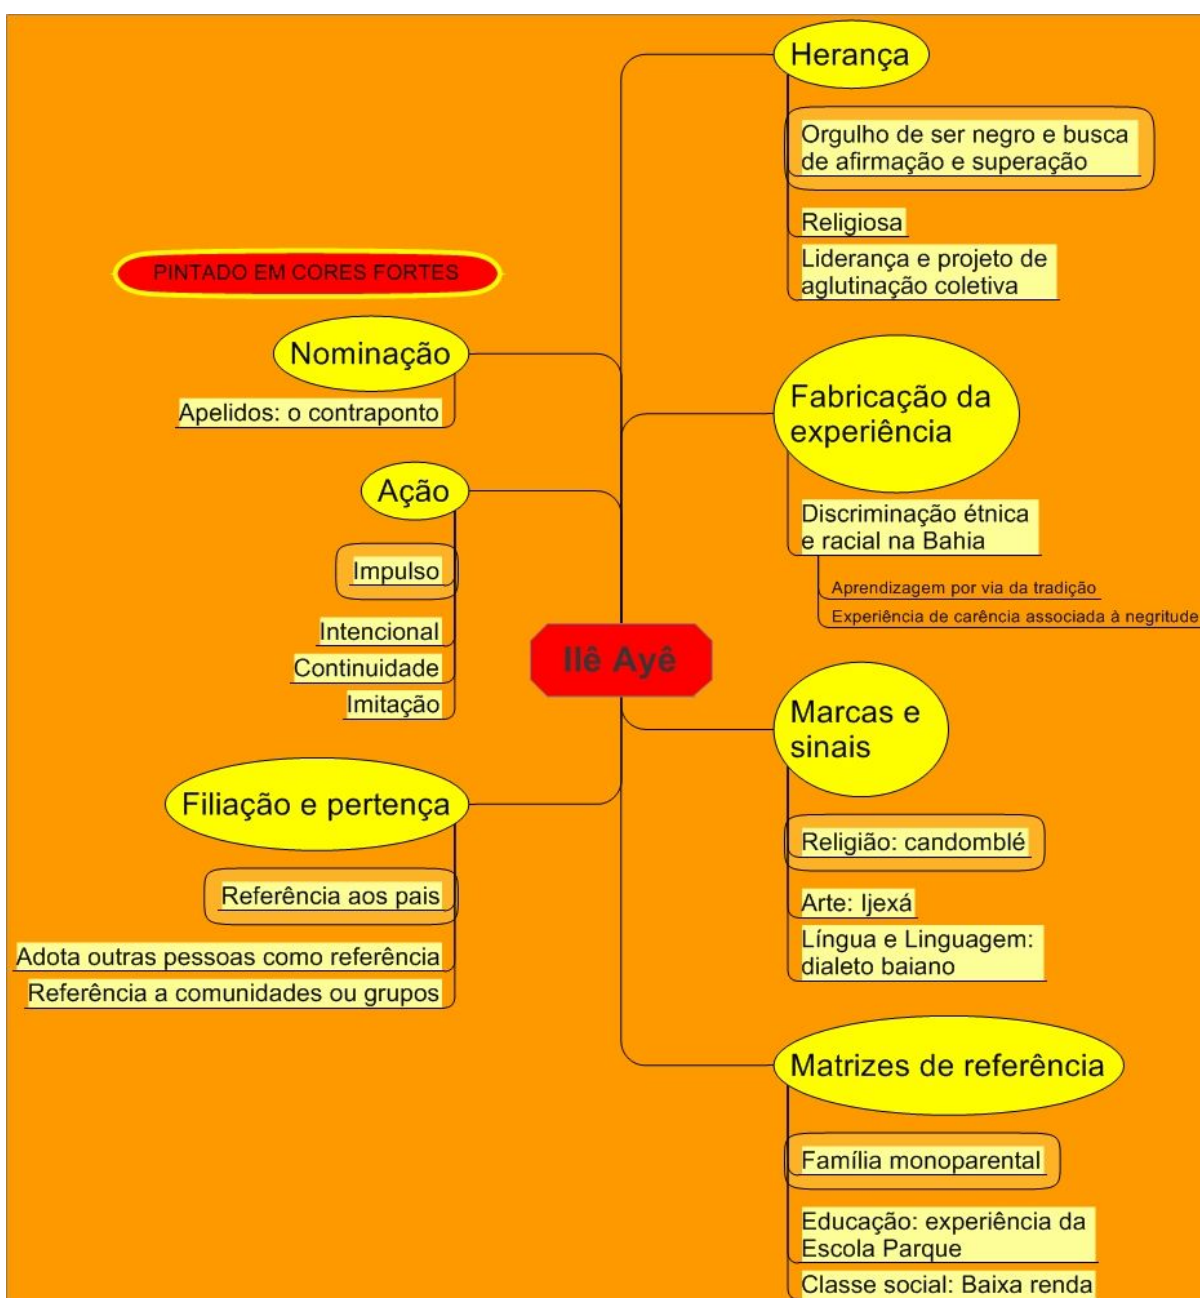 PINTADO EM CORES FORTES
Ilê Ayê
Nominação
Apelidos: o contraponto
Ação
Impulso
Intencional
Continuidade
Imitação
Filiação e pertença
Referência aos pais
Adota outras pessoas como referência
Referência a comunidades ou grupos
Herança
Orgulho de ser negro e busca
de afirmação e superação
Religiosa
Liderança e projeto de
aglutinação coletiva
Fabricação da
experiência
Discriminação étnica
e racial na Bahia
Aprendizagem por via da tradição
Experiência de carência associada à negritude
Marcas e
sinais
Religião: candomblé
Arte: Ijexá
Língua e Linguagem:
dialeto baiano
Matrizes de referência
Família monoparental
Educação: experiência da
Escola Parque
Classe social: Baixa renda